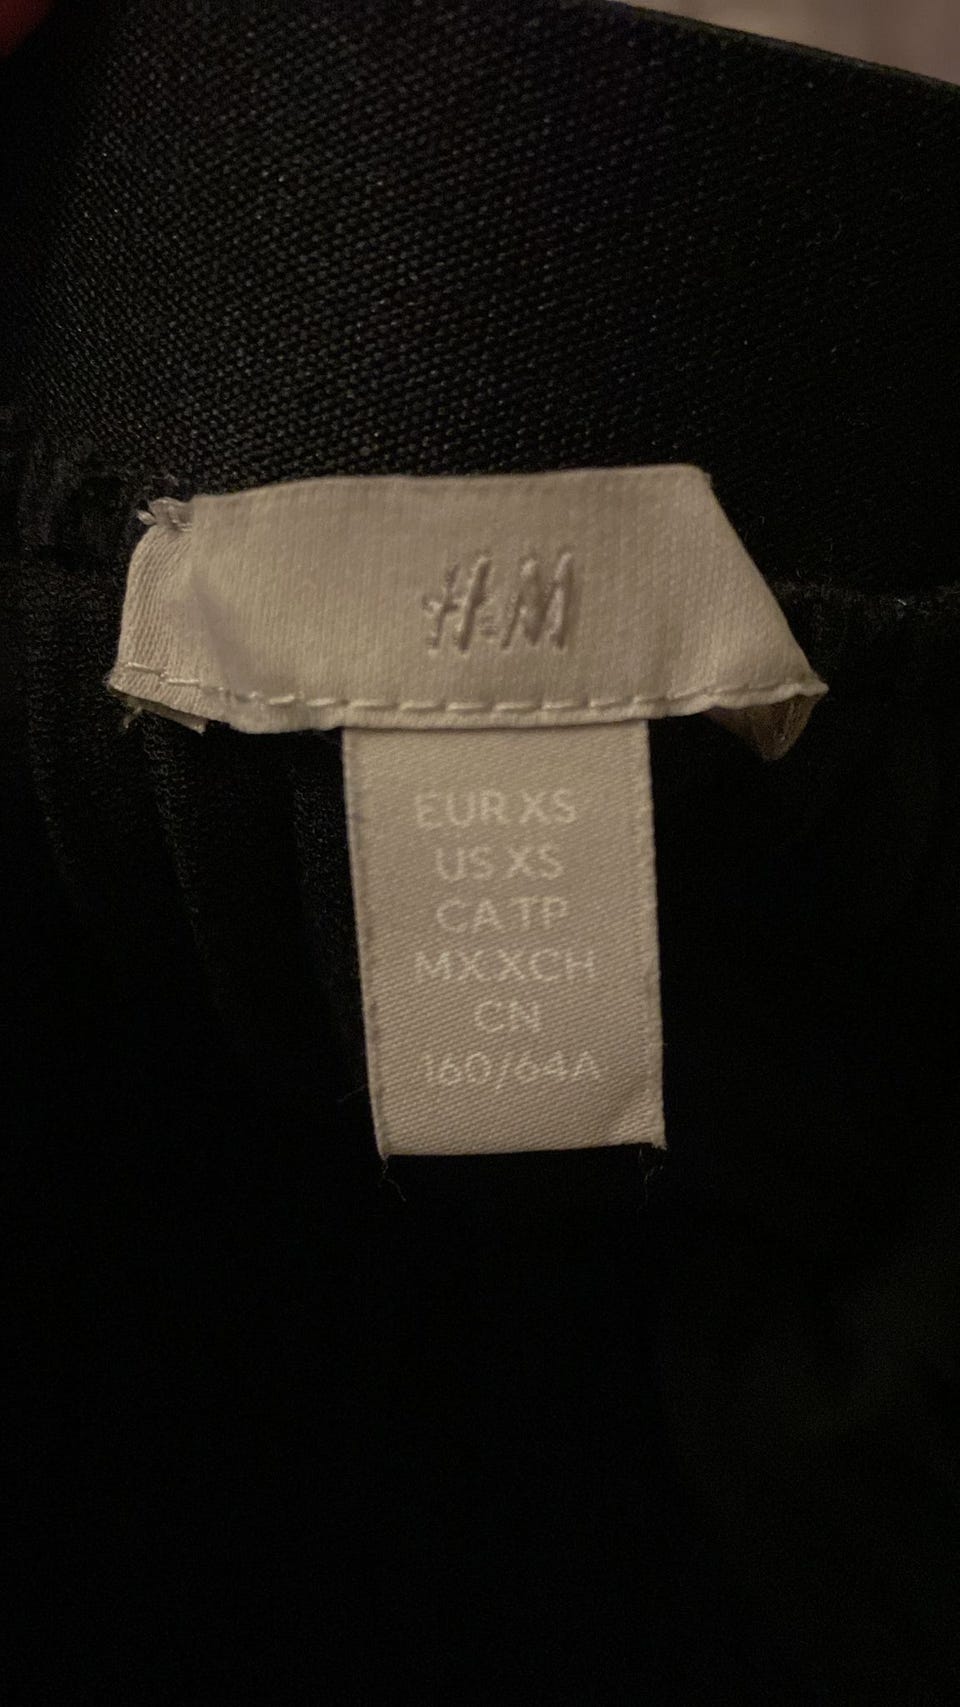 H&M
EUR XS
US XS
CA TP
MX XCH
CN
160/64A